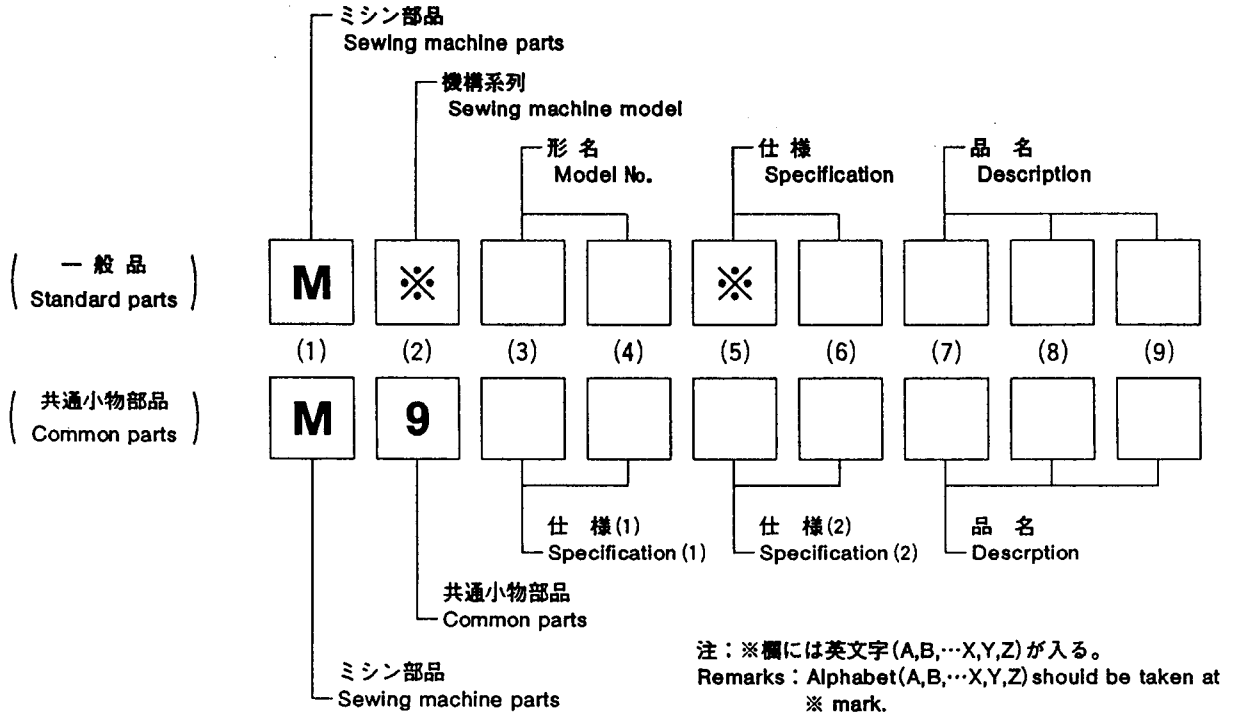 ミシン部品
Sewing machine parts
機構系列
Sewing machine model
形 名
Model No.
仕 様
Specification
品 名
Description
一 般 品
Standard parts
M ※ ※
(1) (2) (3) (4) (5) (6) (7) (8) (9)
共通小物部品
Common parts
M 9
仕 様(1)
Specification(1)
仕 様(2)
Specification(2)
品 名
Descrption
共通小物部品
Common parts
ミシン部品
Sewing machine parts
注：※欄には英文字(A,B,…X,Y,Z)が入る。
Remarks：Alphabet(A,B,…X,Y,Z)should be taken at
※ mark.